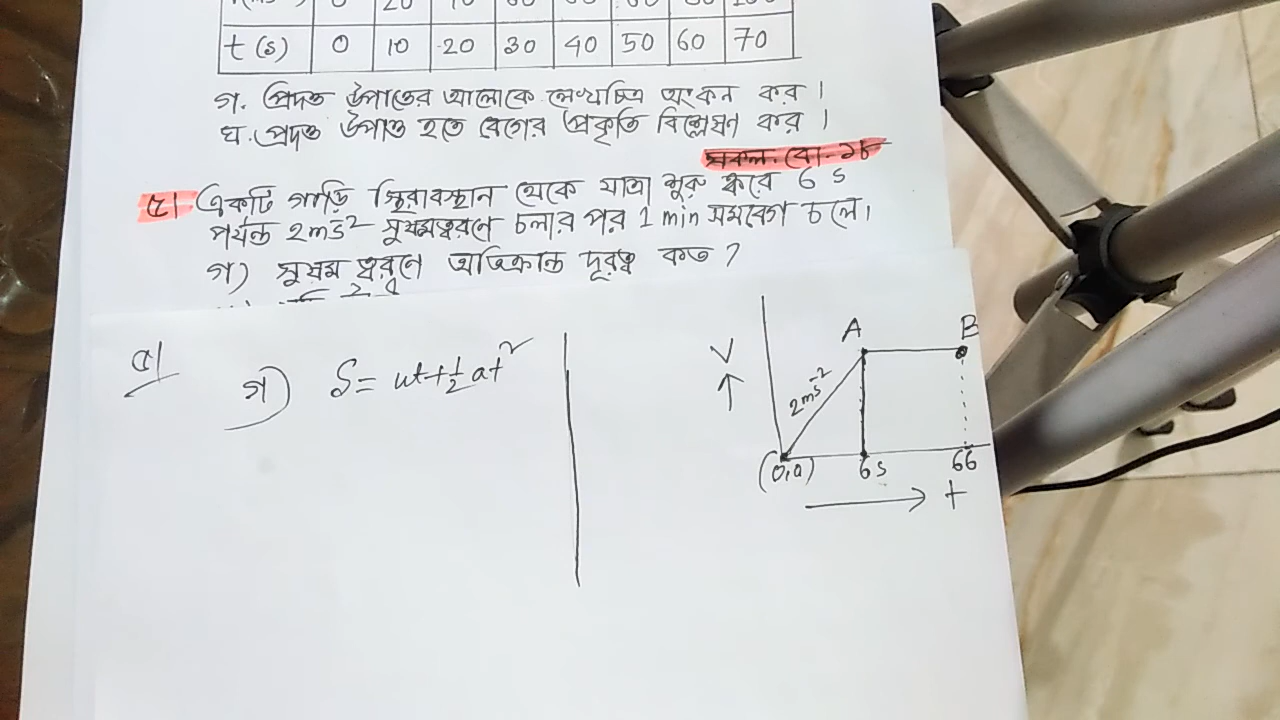 t (s) 0 10 20 30 40 50 60 70
গ. প্রদত্ত উপাত্তের আলোকে লেখচিত্র অংকন কর।
ঘ. প্রদত্ত উপাত্ত হতে বেগের প্রকৃতি বিশ্লেষণ কর।
সকল. বো-১৮
৫। একটি গাড়ি স্থিরাবস্থান থেকে যাত্রা শুরু করে 6 s
পর্যন্ত 2ms⁻² সুষমত্বরণে চলার পর 1 min সমবেগ চলে।
গ) সুষম ত্বরণে অতিক্রান্ত দূরত্ব কত?
৫।
গ) S = ut + ½ at²
A B
V
2ms⁻²
(0,0) 6s 66
t